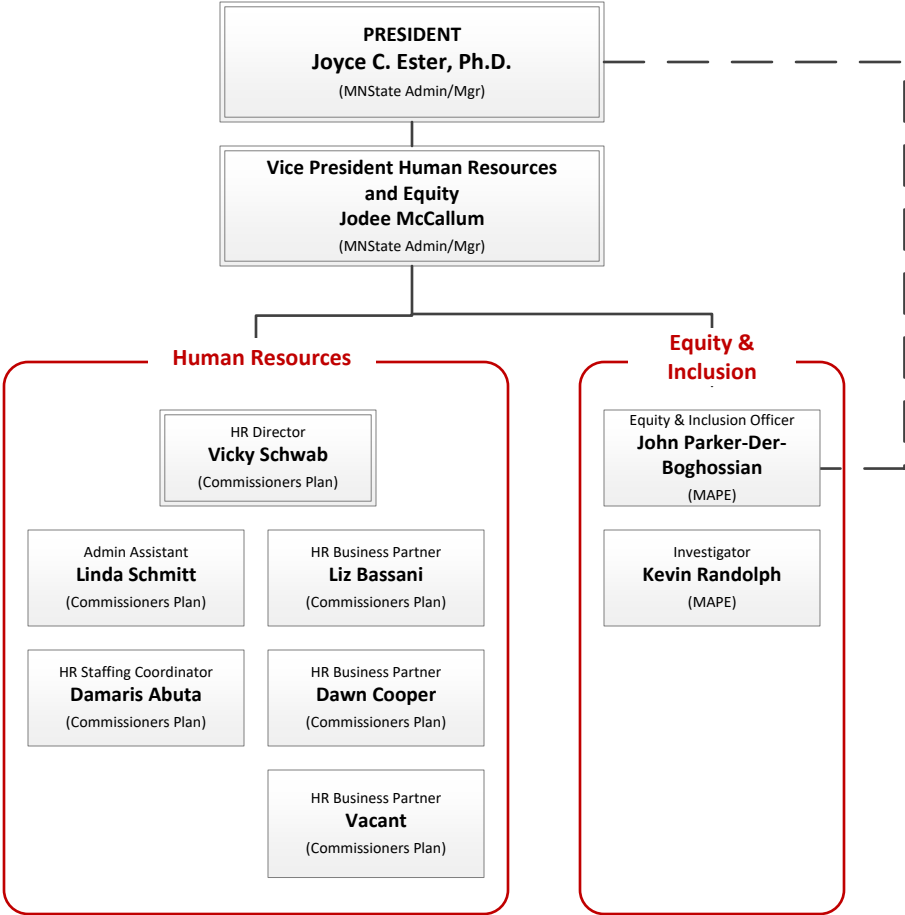 PRESIDENT
Joyce C. Ester, Ph.D.
(MNState Admin/Mgr)
Vice President Human Resources
and Equity
Jodee McCallum
(MNState Admin/Mgr)
Human Resources
HR Director
Vicky Schwab
(Commissioners Plan)
Admin Assistant
Linda Schmitt
(Commissioners Plan)
HR Business Partner
Liz Bassani
(Commissioners Plan)
HR Staffing Coordinator
Damaris Abuta
(Commissioners Plan)
HR Business Partner
Dawn Cooper
(Commissioners Plan)
HR Business Partner
Vacant
(Commissioners Plan)
Equity &
Inclusion
Equity & Inclusion Officer
John Parker-Der-
Boghossian
(MAPE)
Investigator
Kevin Randolph
(MAPE)